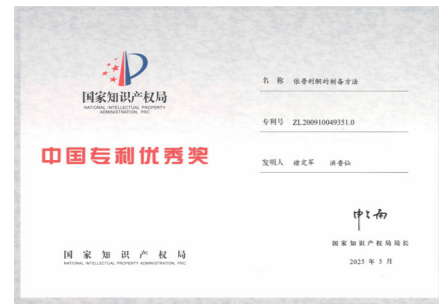 国家知识产权局
NATIONAL INTELLECTUAL PROPERTY
ADMINISTRATION, PRC
中国专利优秀奖
国家知识产权局
NATIONAL INTELLECTUAL PROPERTY ADMINISTRATION, PRC
名 称 依普利酮的制备方法
专利号 ZL200910049351.0
发明人 褚定军
国家知识产权局局长
2025 年 5 月